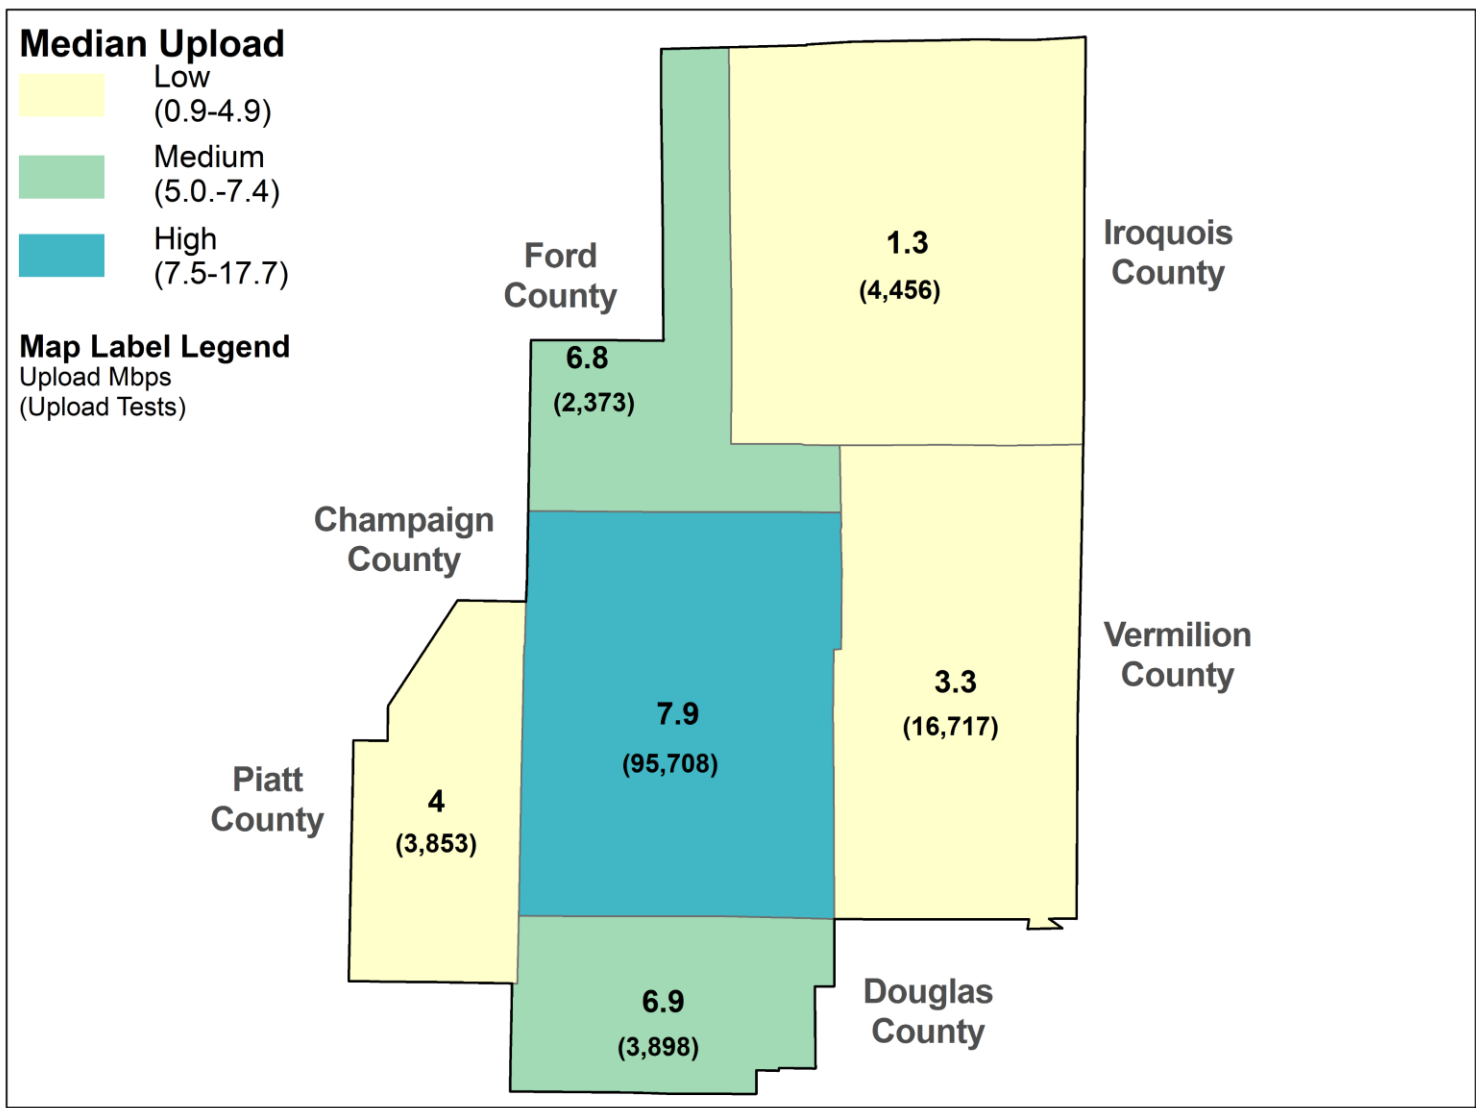 Median Upload
Low
(0.9-4.9)
Medium
(5.0.-7.4)
High
(7.5-17.7)
Map Label Legend
Upload Mbps
(Upload Tests)
Ford
County
6.8
(2,373)
1.3
(4,456)
Iroquois
County
Champaign
County
7.9
(95,708)
3.3
(16,717)
Vermilion
County
Piatt
County
4
(3,853)
6.9
(3,898)
Douglas
County